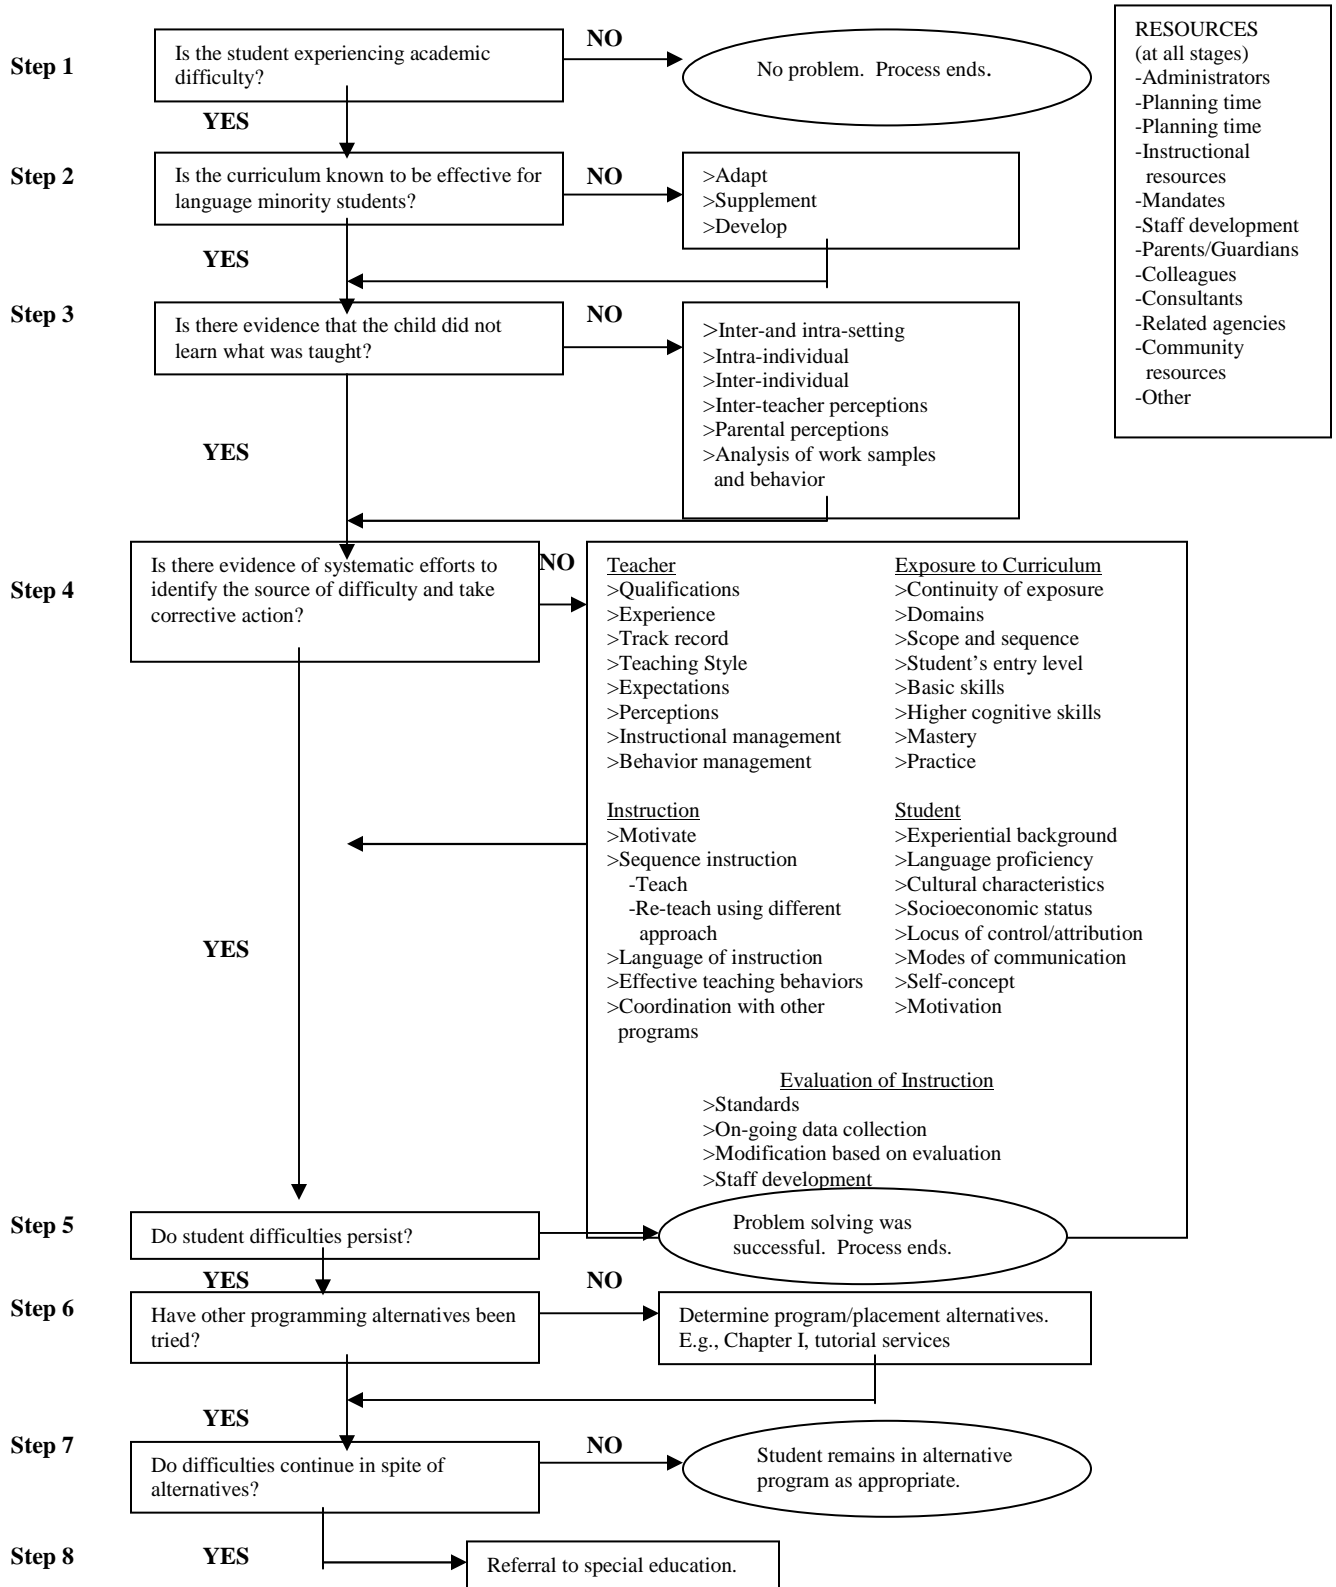 Step 1
Is the student experiencing academic
difficulty?
NO
No problem.  Process ends.
YES
RESOURCES
(at all stages)
-Administrators
-Planning time
-Planning time
-Instructional
resources
-Mandates
-Staff development
-Parents/Guardians
-Colleagues
-Consultants
-Related agencies
-Community
resources
-Other
Step 2
Is the curriculum known to be effective for
language minority students?
NO
>Adapt
>Supplement
>Develop
YES
Step 3
Is there evidence that the child did not
learn what was taught?
NO
>Inter-and intra-setting
>Intra-individual
>Inter-individual
>Inter-teacher perceptions
>Parental perceptions
>Analysis of work samples
and behavior
YES
Step 4
Is there evidence of systematic efforts to
identify the source of difficulty and take
corrective action?
NO
Teacher
>Qualifications
>Experience
>Track record
>Teaching Style
>Expectations
>Perceptions
>Instructional management
>Behavior management
Exposure to Curriculum
>Continuity of exposure
>Domains
>Scope and sequence
>Student's entry level
>Basic skills
>Higher cognitive skills
>Mastery
>Practice
Instruction
>Motivate
>Sequence instruction
-Teach
-Re-teach using different
approach
>Language of instruction
>Effective teaching behaviors
>Coordination with other
programs
Student
>Experiential background
>Language proficiency
>Cultural characteristics
>Socioeconomic status
>Locus of control/attribution
>Modes of communication
>Self-concept
>Motivation
Evaluation of Instruction
>Standards
>On-going data collection
>Modification based on evaluation
>Staff development
YES
Step 5
Do student difficulties persist?
Problem solving was
successful.  Process ends.
YES
NO
Step 6
Have other programming alternatives been
tried?
Determine program/placement alternatives.
E.g., Chapter I, tutorial services
YES
Step 7
Do difficulties continue in spite of
alternatives?
NO
Student remains in alternative
program as appropriate.
Step 8
YES
Referral to special education.